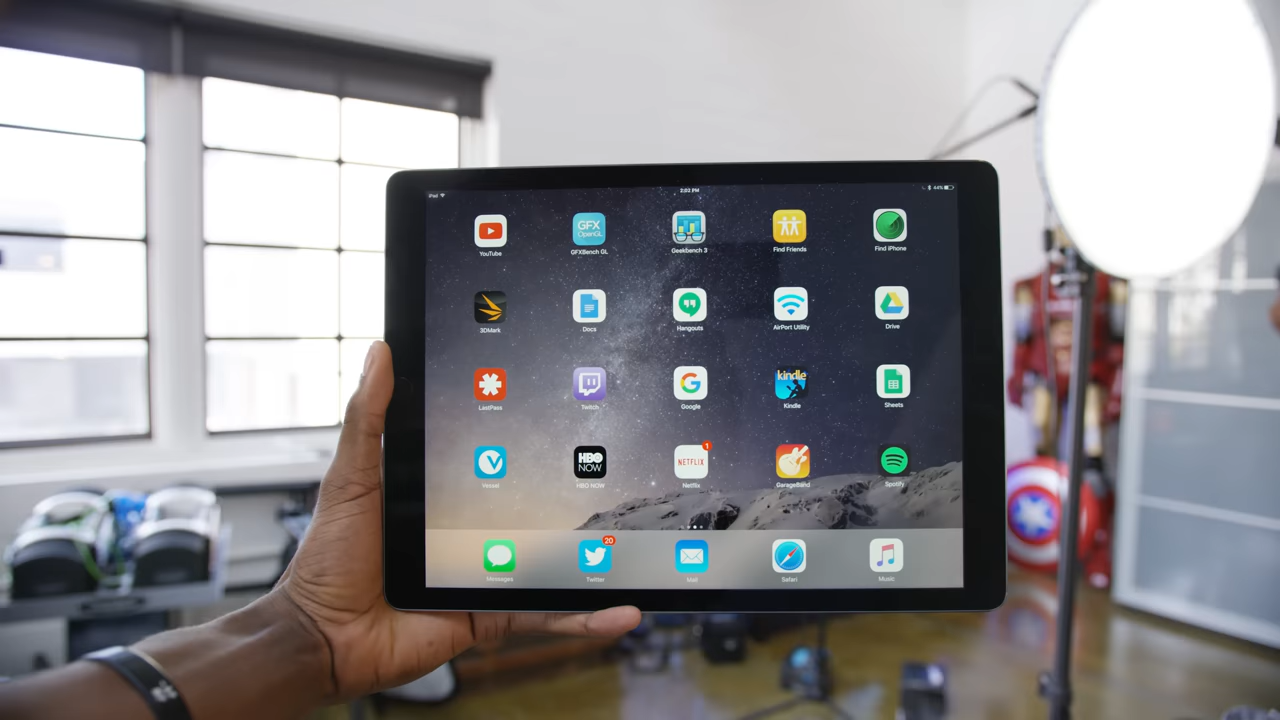 iPad
2:02 PM
44%
GFX
OpenGL
YouTube
GFXBench GL
Geekbench 3
Find Friends
Find iPhone
3DMark
Docs
Hangouts
AirPort Utility
Drive
kindle
LastPass
Twitch
Google
Kindle
Sheets
HBO
NOW
NETFLIX
1
Vessel
HBO NOW
Netflix
GarageBand
Spotify
20
Messages
Twitter
Mail
Safari
Music